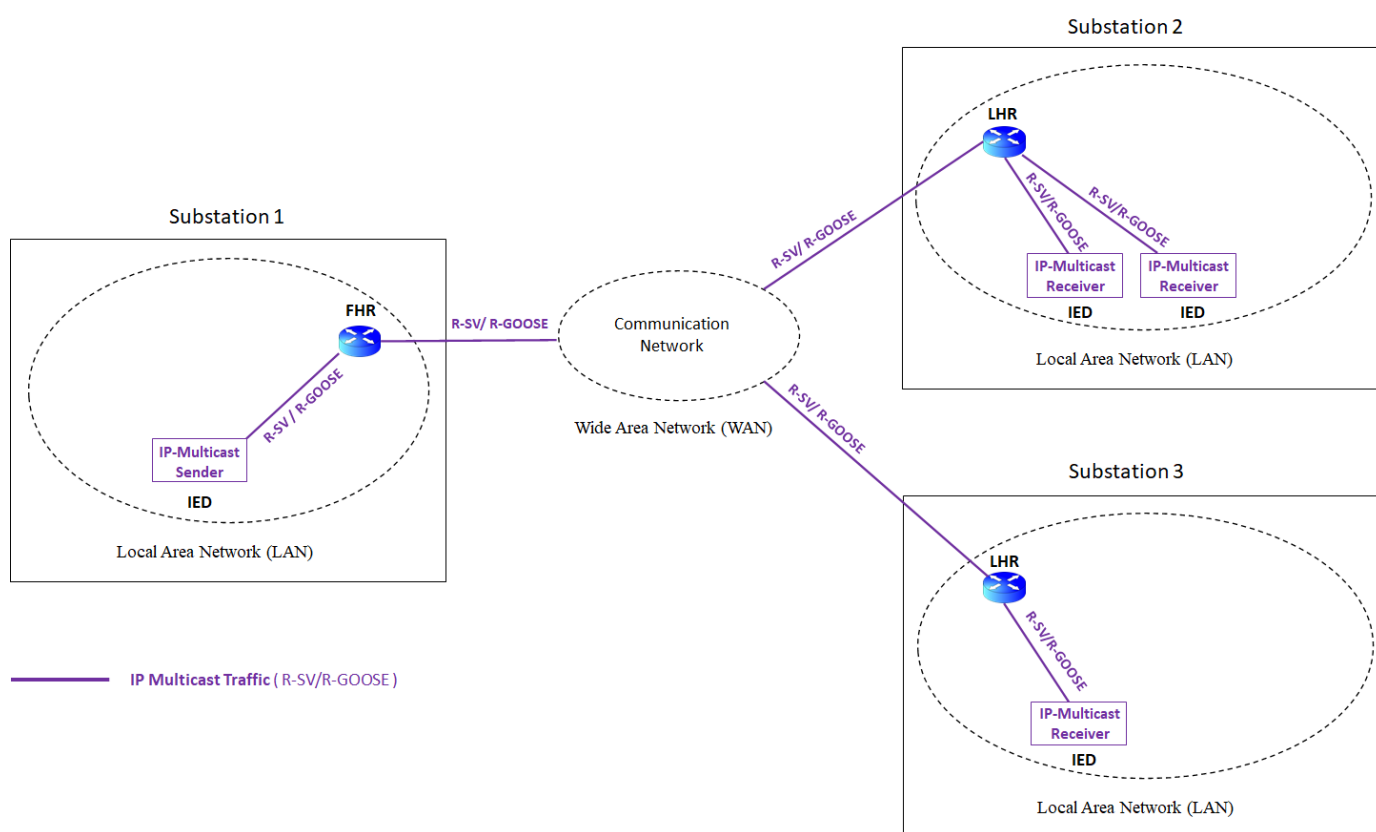 Substation 1
FHR
R-SV/ R-GOOSE
R-SV / R-GOOSE
IP-Multicast
Sender
IED
Local Area Network (LAN)
IP Multicast Traffic ( R-SV/R-GOOSE )
Communication
Network
Wide Area Network (WAN)
R-SV/ R-GOOSE
R-SV/ R-GOOSE
Substation 2
LHR
R-SV/R-GOOSE
R-SV/R-GOOSE
IP-Multicast
Receiver
IP-Multicast
Receiver
IED
IED
Local Area Network (LAN)
Substation 3
LHR
R-SV/R-GOOSE
IP-Multicast
Receiver
IED
Local Area Network (LAN)